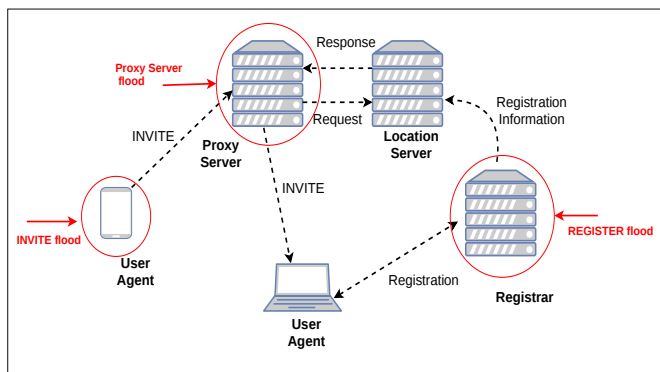 Response
Proxy Server
flood
Registration
Information
Request
INVITE
Proxy
Server
Location
Server
INVITE
INVITE flood
REGISTER flood
User
Agent
Registration
Registrar
User
Agent